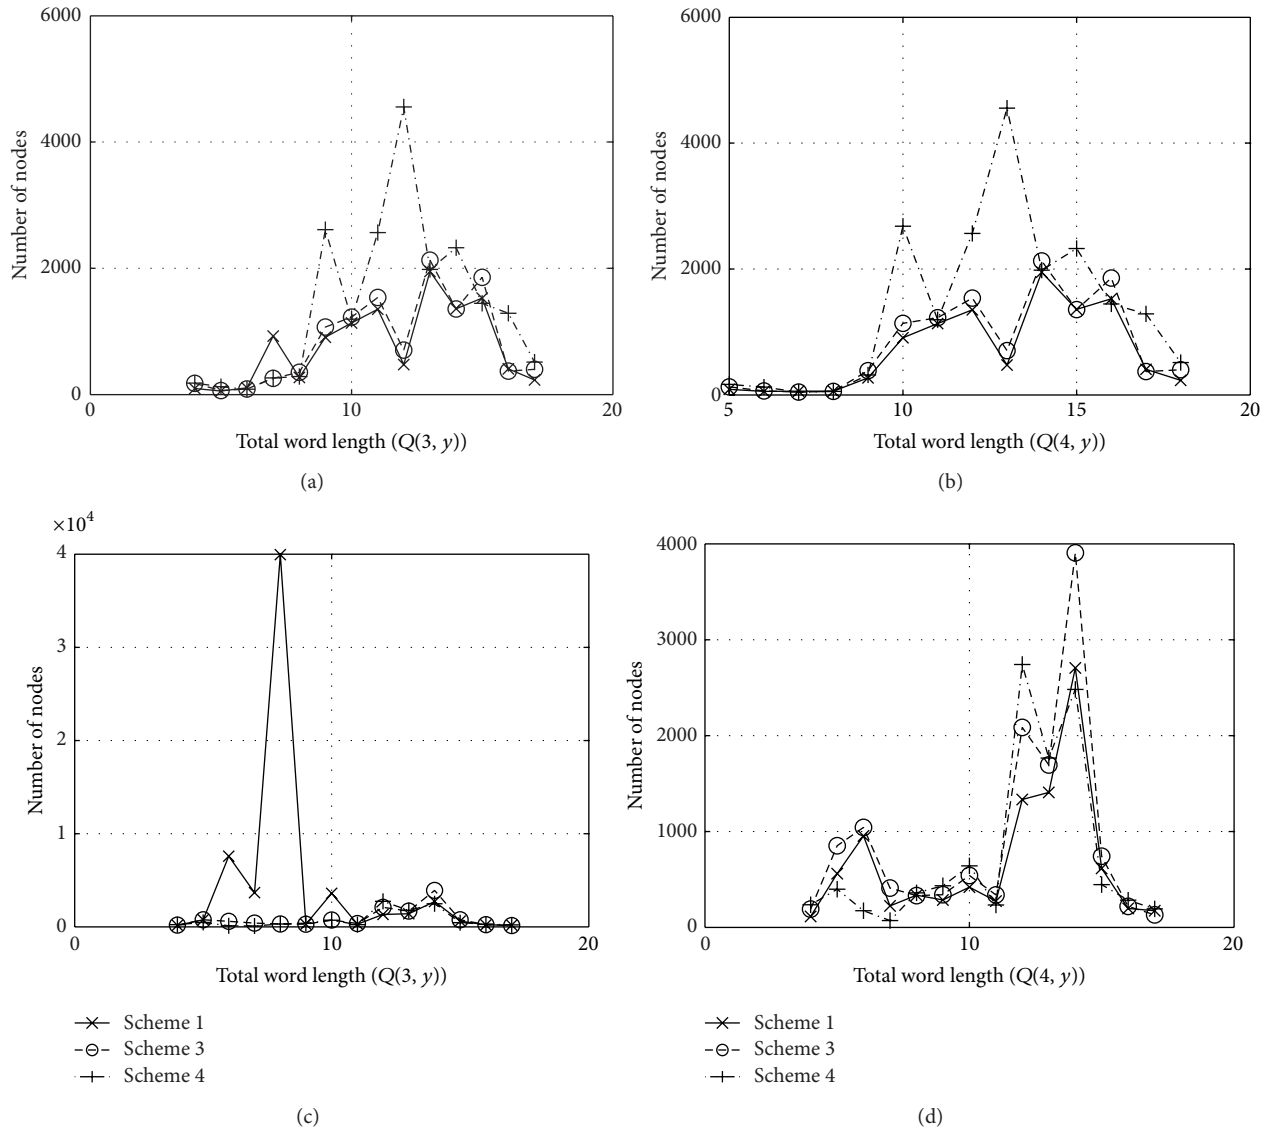 6000
4000
2000
0
Number of nodes
0
10
20
Total word length (Q(3, y))
(a)
6000
4000
2000
0
Number of nodes
5
10
15
20
Total word length (Q(4, y))
(b)
×10⁴
4
3
2
1
0
Number of nodes
0
10
20
Total word length (Q(3, y))
Scheme 1
Scheme 3
Scheme 4
(c)
4000
3000
2000
1000
0
Number of nodes
0
10
20
Total word length (Q(4, y))
Scheme 1
Scheme 3
Scheme 4
(d)